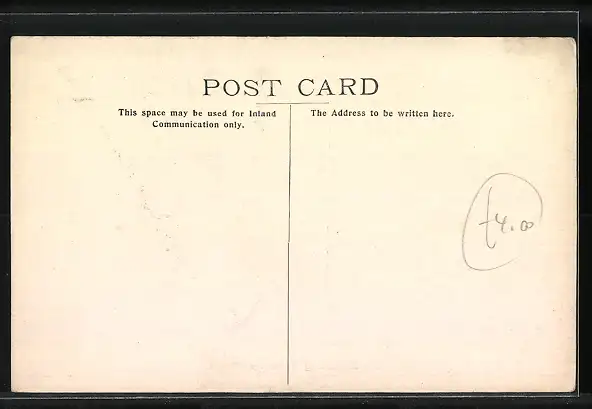 POST CARD
This space may be used for Inland
Communication only.
The Address to be written here.
£4.00